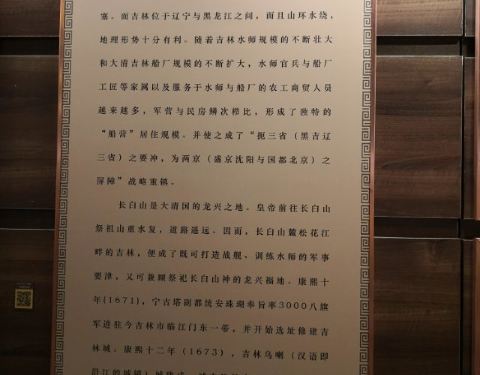 塞。而吉林位于辽宁与黑龙江之间，而且山环水绕，
地理形势十分有利。随着吉林水师规模的不断壮大
和大清吉林船厂规模的不断扩大，水师官兵与船厂
工匠等家属以及服务于水师与船厂的农工商贸人员
越来越多，军营与民房鳞次栉比，形成了独特的
“船营”居住规模。并使之成了“扼三省（黑吉辽
三省）之要冲，为两京（盛京沈阳与国都北京）之
屏障”战略重镇。
长白山是大清国的龙兴之地。皇帝前往长白山
祭祖山重水复，道路遥远。因而，长白山麓松花江
畔的吉林，便成了既可打造战舰、训练水师的军事
要津，又可兼顾祭祀长白山神的龙兴福地。康熙十
年(1671)，宁古塔副都统安珠瑚奉旨率3000八旗
军进驻今吉林市临江门东一带，并开始选址修建吉
林城。康熙十二年（1673），吉林乌喇（汉语即
沿江的城镇）城建成